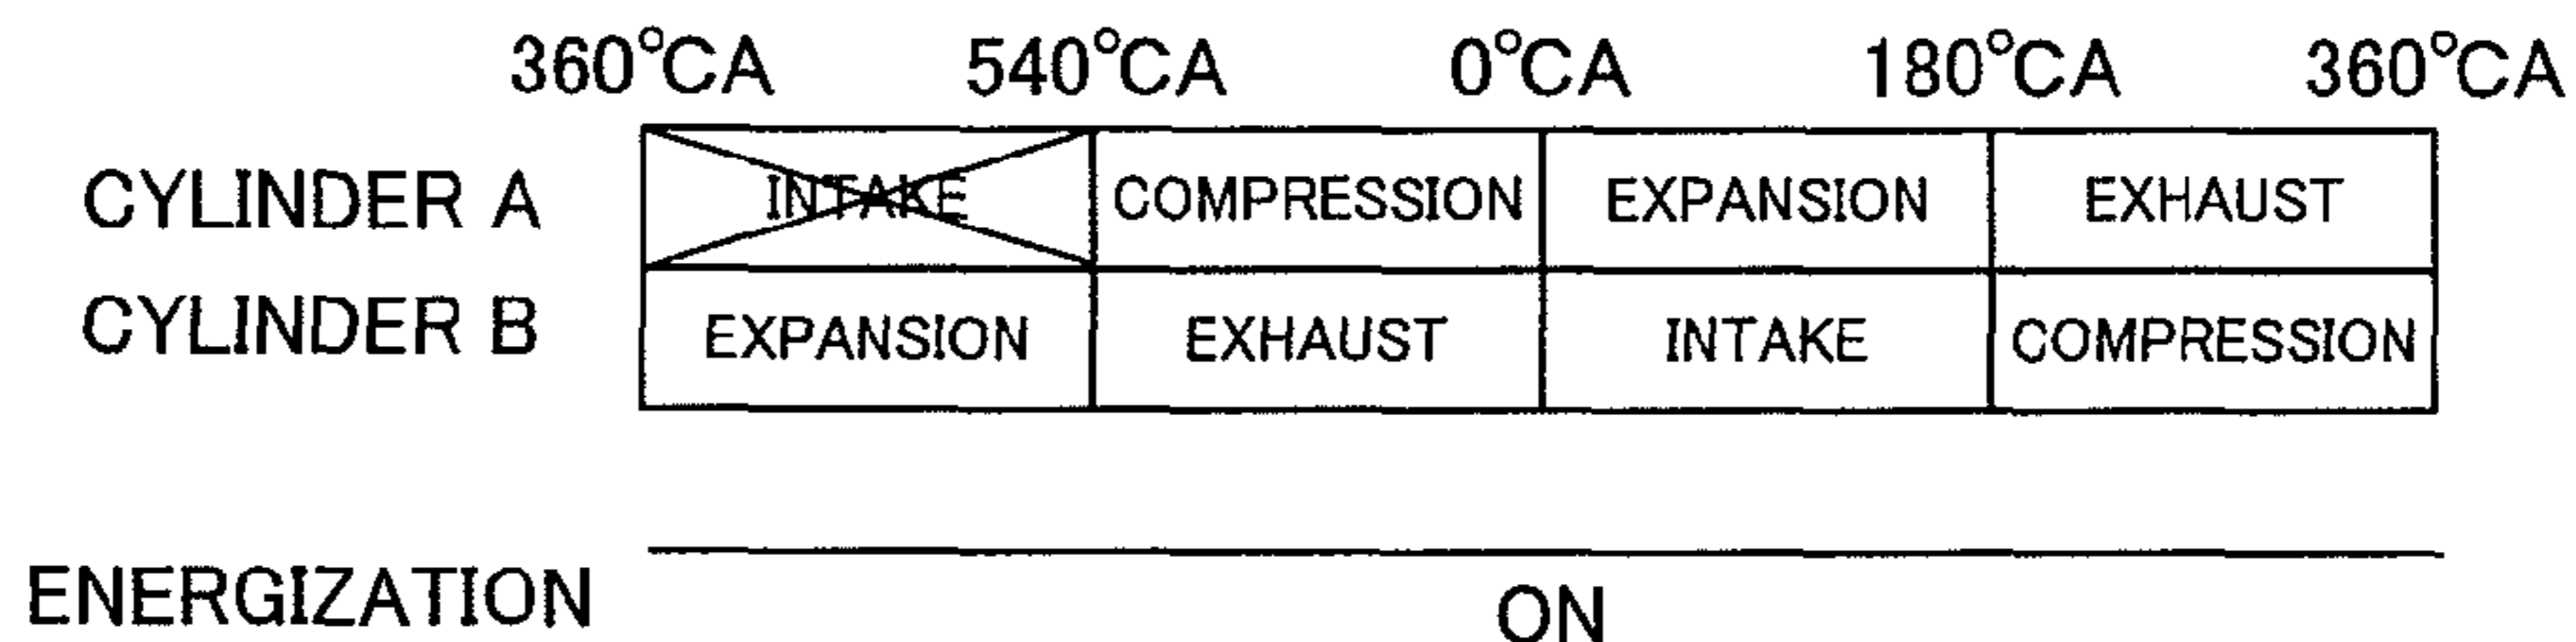 360°CA 540°CA 0°CA 180°CA 360°CA
CYLINDER A INTAKE COMPRESSION EXPANSION EXHAUST
CYLINDER B EXPANSION EXHAUST INTAKE COMPRESSION
ENERGIZATION ON